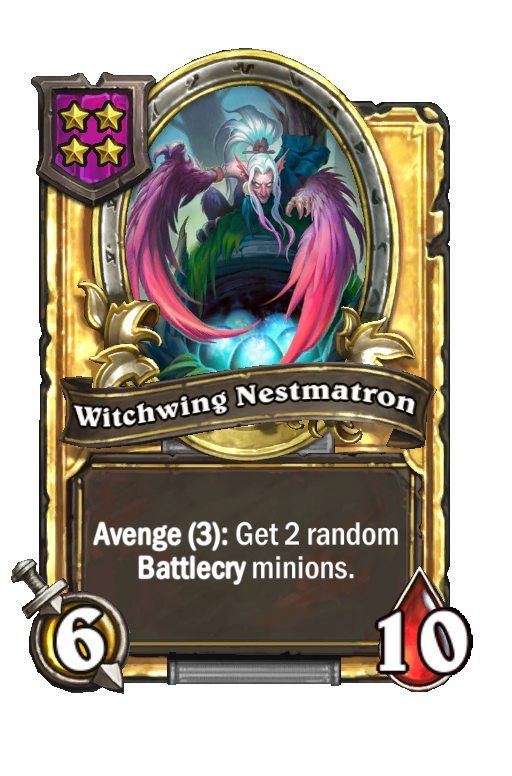 Witchwing Nestmatron
Avenge (3): Get 2 random
Battlecry minions.
6
10